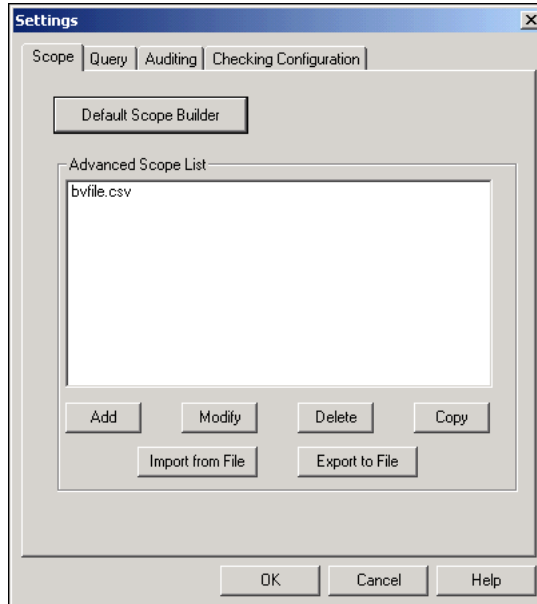 Settings
Scope Query Auditing Checking Configuration
Default Scope Builder
Advanced Scope List
bvfile.csv
Add Modify Delete Copy
Import from File Export to File
OK Cancel Help